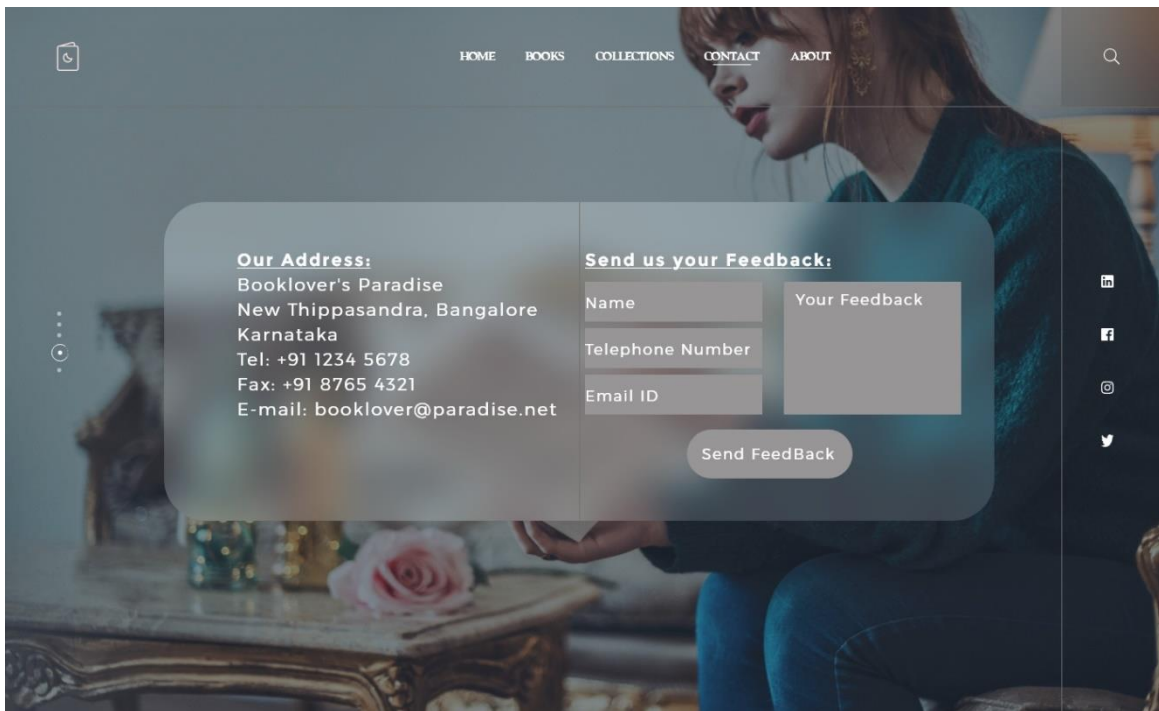 HOME BOOKS COLLECTIONS CONTACT ABOUT
Our Address:
Booklover's Paradise
New Thippasandra, Bangalore
Karnataka
Tel: +91 1234 5678
Fax: +91 8765 4321
E-mail: booklover@paradise.net
Send us your Feedback:
Name
Telephone Number
Email ID
Your Feedback
Send FeedBack